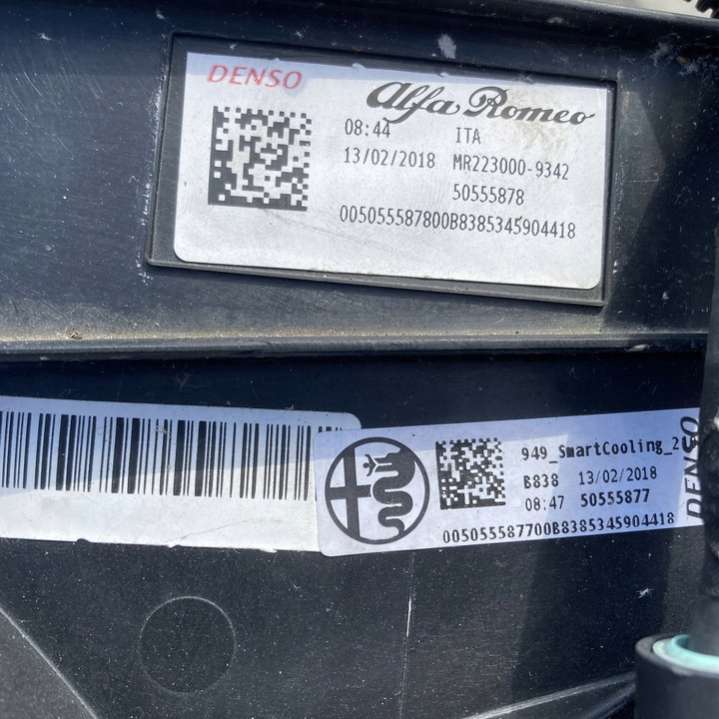 DENSO
Alfa Romeo
08:44 ITA
13/02/2018 MR223000-9342
50555878
005055587800B8385345904418
949_SmartCooling_2
B838 13/02/2018
08:47 50555877
005055587700B8385345904418
DENSO